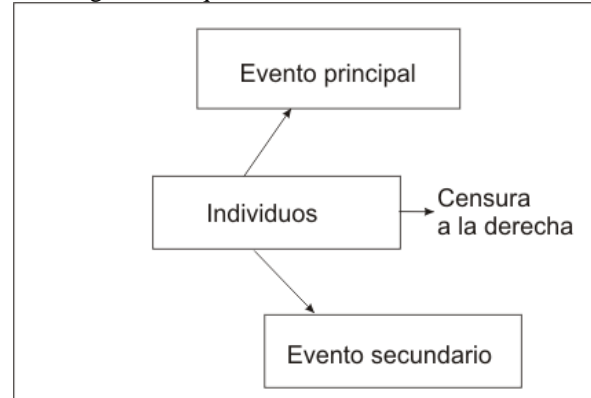 Evento principal
Individuos
Censura
a la derecha
Evento secundario